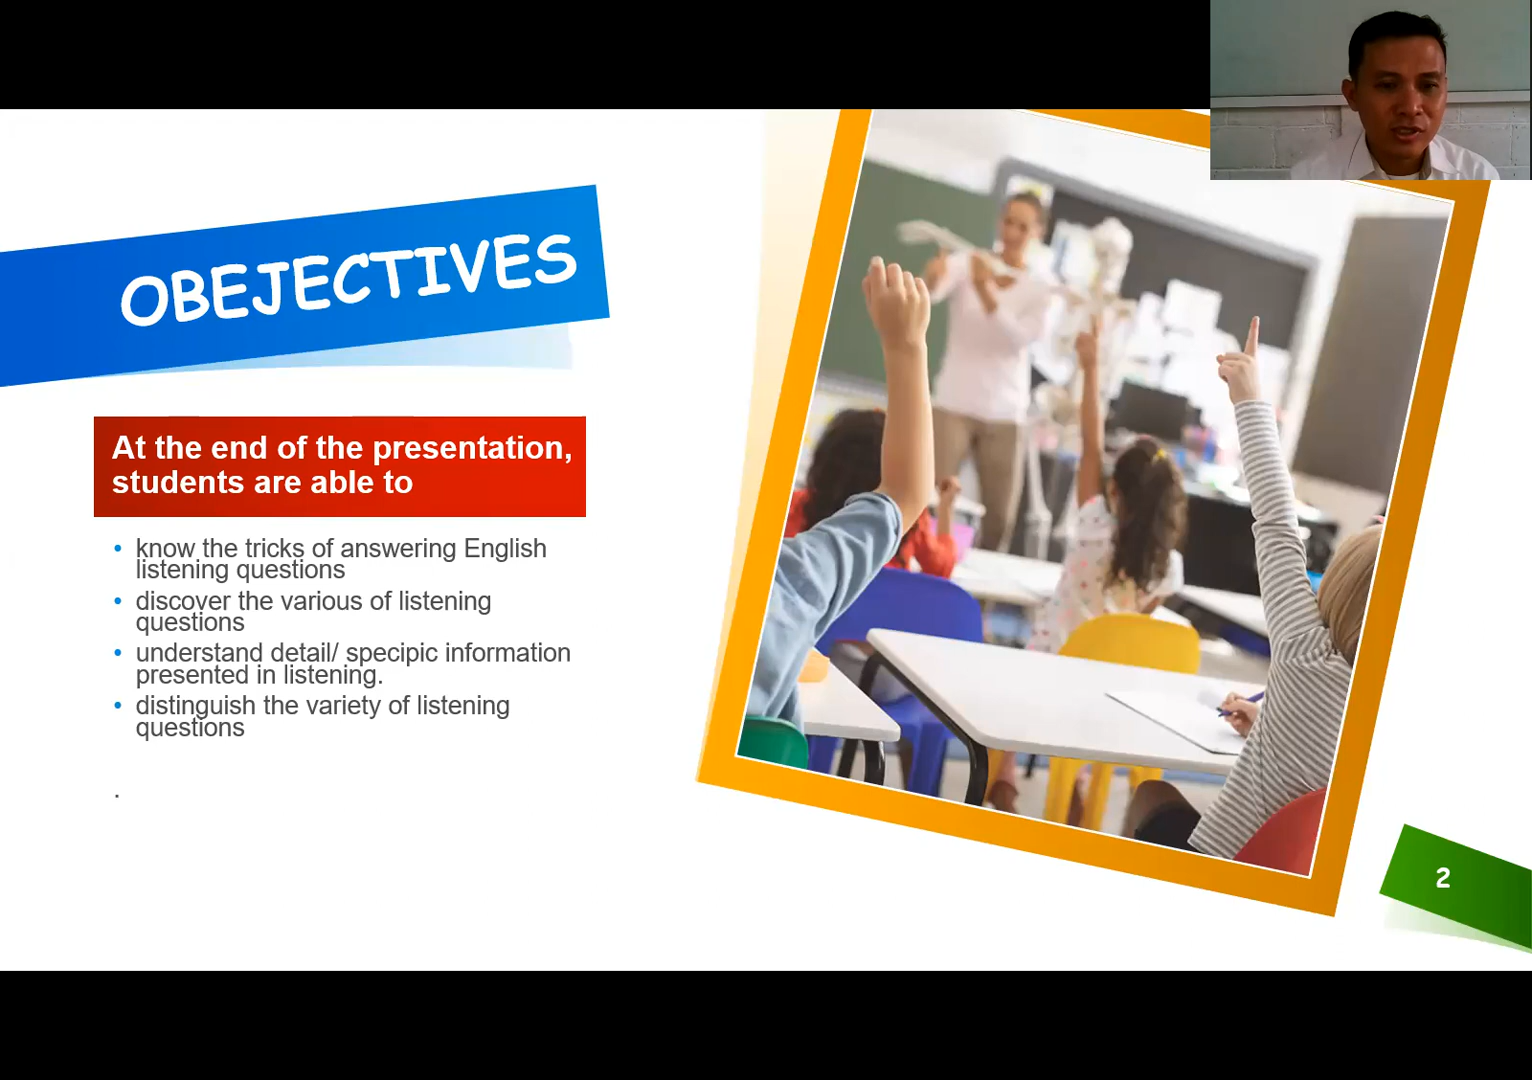 OBEJECTIVES
At the end of the presentation,
students are able to
• know the tricks of answering English
listening questions
• discover the various of listening
questions
• understand detail/ specipic information
presented in listening.
• distinguish the variety of listening
questions
.
2